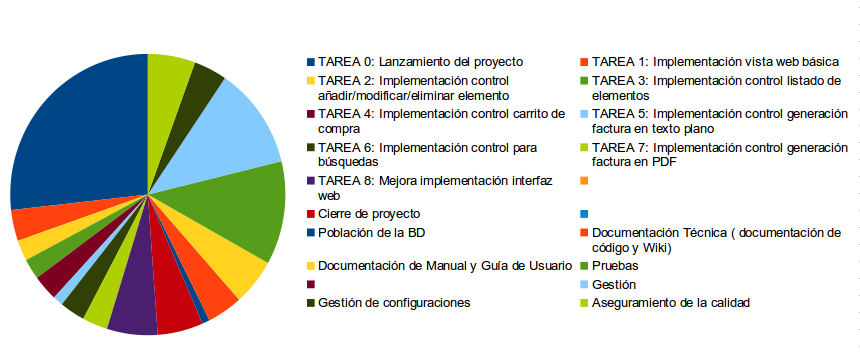 TAREA 0: Lanzamiento del proyecto
TAREA 1: Implementación vista web básica
TAREA 2: Implementación control
añadir/modificar/eliminar elemento
TAREA 3: Implementación control listado de
elementos
TAREA 4: Implementación control carrito de
compra
TAREA 5: Implementación control generación
factura en texto plano
TAREA 6: Implementación control para
búsquedas
TAREA 7: Implementación control generación
factura en PDF
TAREA 8: Mejora implementación interfaz
web
Cierre de proyecto
Población de la BD
Documentación Técnica ( documentación de
código y Wiki)
Documentación de Manual y Guía de Usuario
Pruebas
Gestión
Gestión de configuraciones
Aseguramiento de la calidad